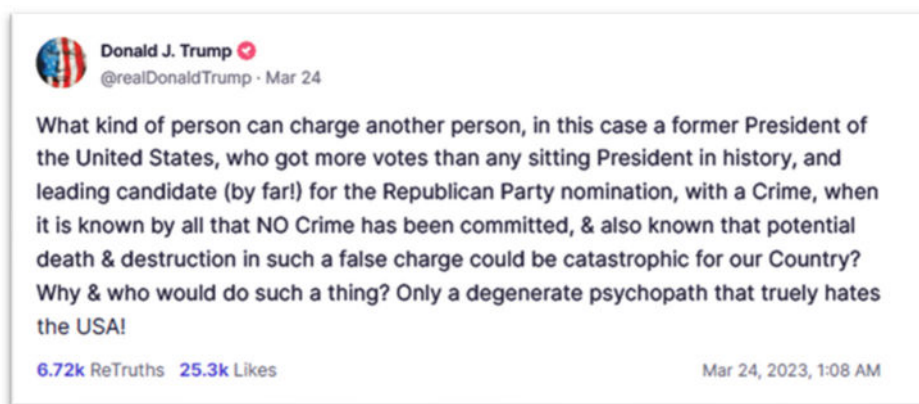 Donald J. Trump
@realDonaldTrump · Mar 24
What kind of person can charge another person, in this case a former President of
the United States, who got more votes than any sitting President in history, and
leading candidate (by far!) for the Republican Party nomination, with a Crime, when
it is known by all that NO Crime has been committed, & also known that potential
death & destruction in such a false charge could be catastrophic for our Country?
Why & who would do such a thing? Only a degenerate psychopath that truely hates
the USA!
6.72k ReTruths 25.3k Likes
Mar 24, 2023, 1:08 AM